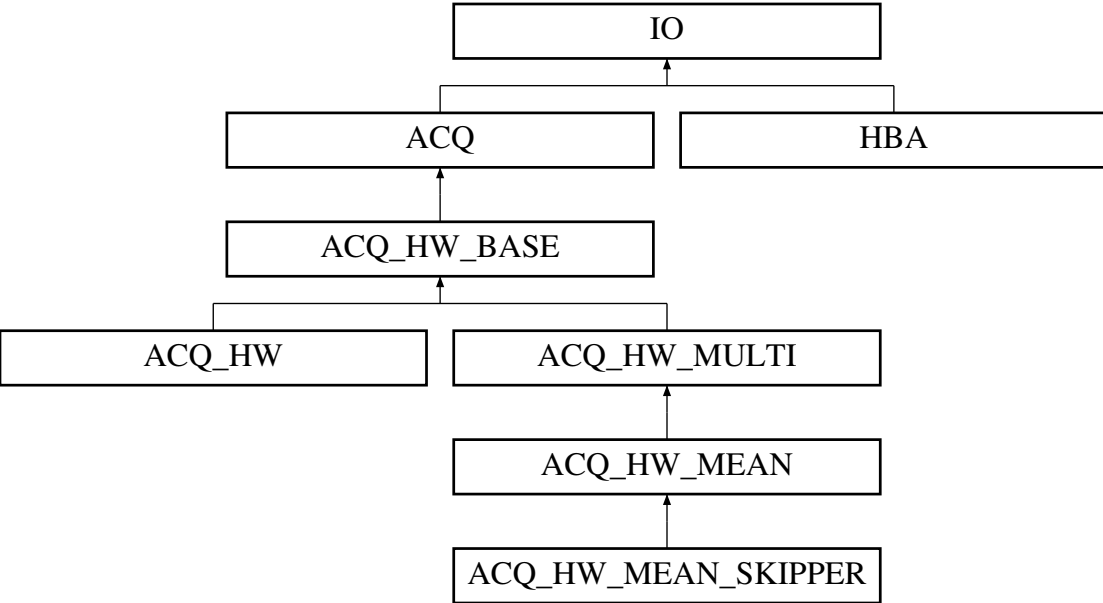 IO
ACQ
HBA
ACQ_HW_BASE
ACQ_HW
ACQ_HW_MULTI
ACQ_HW_MEAN
ACQ_HW_MEAN_SKIPPER